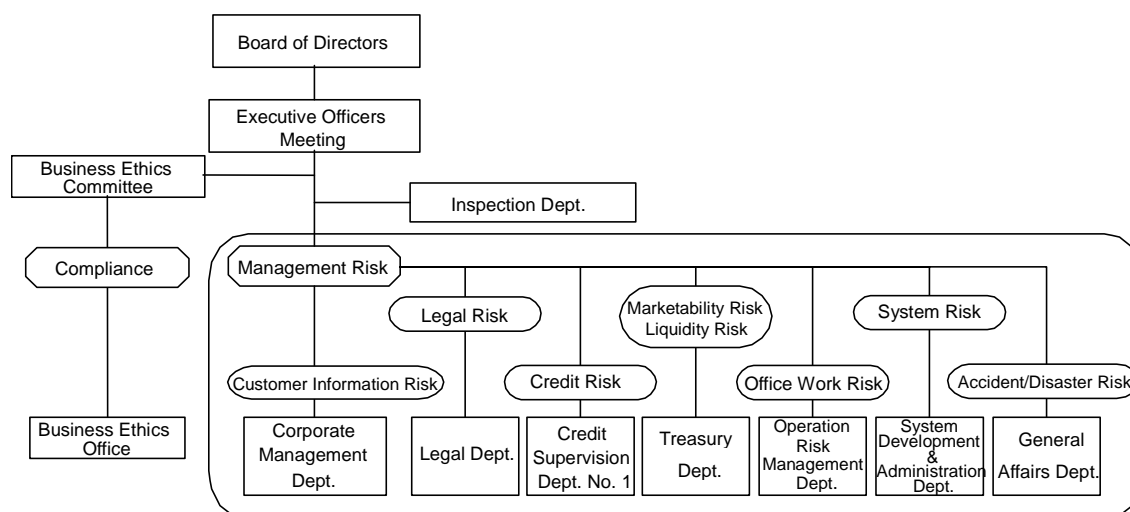 Board of Directors
Executive Officers
Meeting
Business Ethics
Committee
Inspection Dept.
Compliance
Management Risk
Legal Risk
Marketability Risk
Liquidity Risk
System Risk
Customer Information Risk
Credit Risk
Office Work Risk
Accident/Disaster Risk
Business Ethics
Office
Corporate
Management
Dept.
Legal Dept.
Credit
Supervision
Dept. No. 1
Treasury
Dept.
Operation
Risk
Management
Dept.
System
Development
&
Administration
Dept.
General
Affairs Dept.